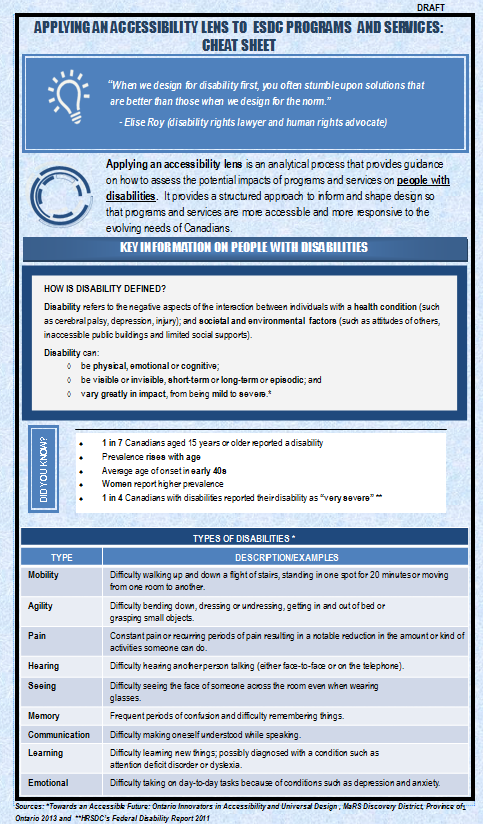 DRAFT
APPLYING AN ACCESSIBILITY LENS TO ESDC PROGRAMS AND SERVICES:
CHEAT SHEET
"When we design for disability first, you often stumble upon solutions that
are better than those when we design for the norm."
- Elise Roy (disability rights lawyer and human rights advocate)
Applying an accessibility lens is an analytical process that provides guidance
on how to assess the potential impacts of programs and services on people with
disabilities. It provides a structured approach to inform and shape design so
that programs and services are more accessible and more responsive to the
evolving needs of Canadians.
KEY INFORMATION ON PEOPLE WITH DISABILITIES
HOW IS DISABILITY DEFINED?
Disability refers to the negative aspects of the interaction between individuals with a health condition (such
as cerebral palsy, depression, injury); and societal and environmental factors (such as attitudes of others,
inaccessible public buildings and limited social supports).
Disability can:
◊ be physical, emotional or cognitive;
◊ be visible or invisible, short-term or long-term or episodic; and
◊ vary greatly in impact, from being mild to severe.*
DID YOU KNOW?
• 1 in 7 Canadians aged 15 years or older reported a disability
• Prevalence rises with age
• Average age of onset in early 40s
• Women report higher prevalence
• 1 in 4 Canadians with disabilities reported their disability as "very severe" **
TYPES OF DISABILITIES *
TYPE DESCRIPTION/EXAMPLES
Mobility Difficulty walking up and down a flight of stairs, standing in one spot for 20 minutes or moving
from one room to another.
Agility Difficulty bending down, dressing or undressing, getting in and out of bed or
grasping small objects.
Pain Constant pain or recurring periods of pain resulting in a notable reduction in the amount or kind of
activities someone can do.
Hearing Difficulty hearing another person talking (either face-to-face or on the telephone).
Seeing Difficulty seeing the face of someone across the room even when wearing
glasses.
Memory Frequent periods of confusion and difficulty remembering things.
Communication Difficulty making oneself understood while speaking.
Learning Difficulty learning new things; possibly diagnosed with a condition such as
attention deficit disorder or dyslexia.
Emotional Difficulty taking on day-to-day tasks because of conditions such as depression and anxiety.
Sources: *Towards an Accessible Future: Ontario Innovators in Accessibility and Universal Design , MaRS Discovery District, Province of 1
Ontario 2013 and **HRSDC's Federal Disability Report 2011